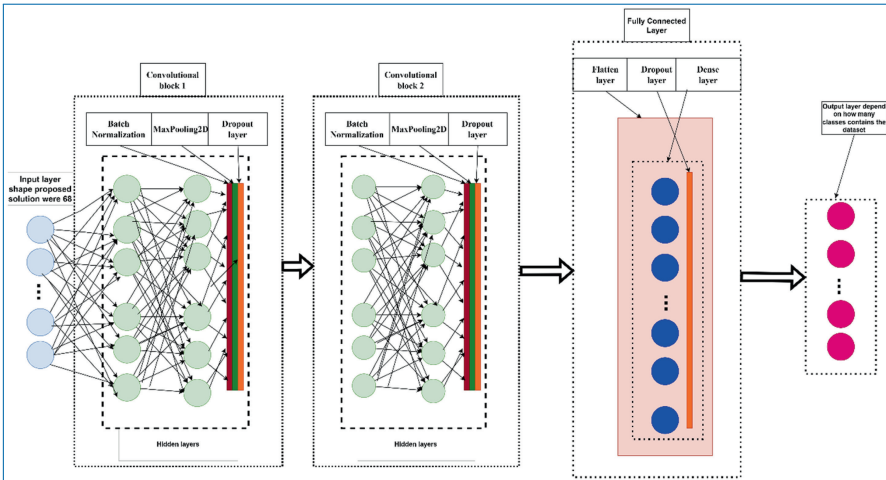 Input layer
shape proposed
solution were 68
Convolutional
block 1
Batch
Normalization
MaxPooling2D
Dropout
layer
Hidden layers
Convolutional
block 2
Batch
Normalization
MaxPooling2D
Dropout
layer
Hidden layers
Fully Connected
Layer
Flatten
layer
Dropout
layer
Dense
layer
Output layer depend
on how many
classes contains the
dataset